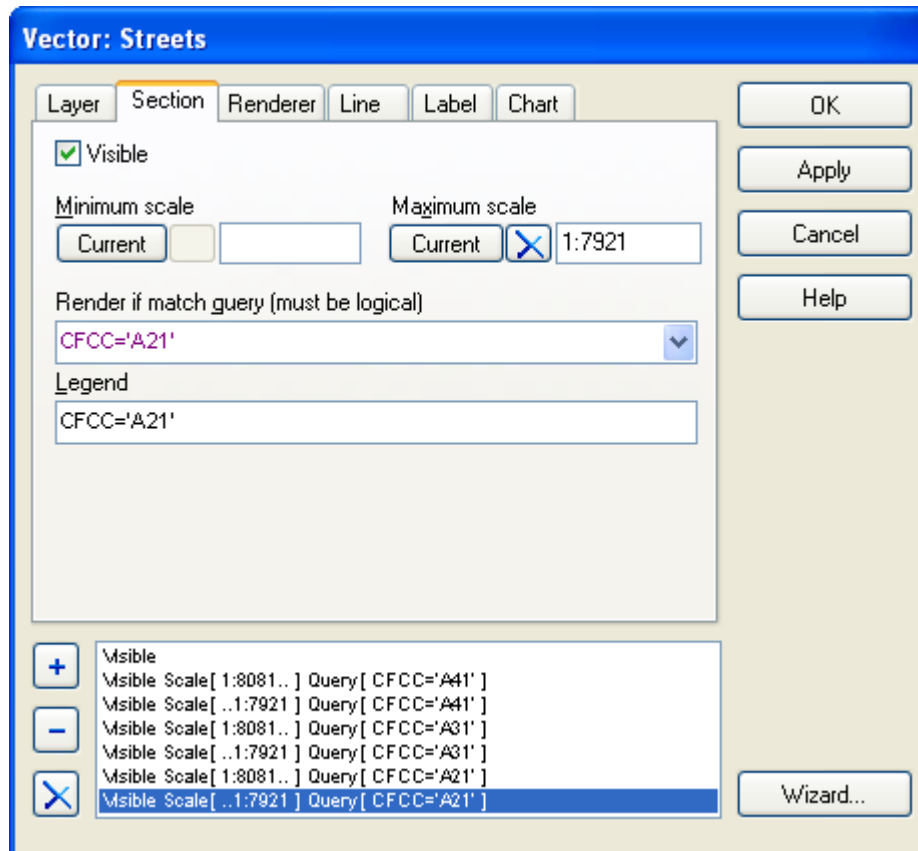 Vector: Streets
Layer Section Renderer Line Label Chart
OK
Visible
Apply
Minimum scale Maximum scale
Current Current 1:7921
Cancel
Render if match guery (must be logical)
Help
CFCC='A21'
Legend
CFCC='A21'
Visible
Visible Scale[ 1:8081.. ] Query[ CFCC='A41' ]
Visible Scale[ ..1:7921 ] Query[ CFCC='A41' ]
Visible Scale[ 1:8081.. ] Query[ CFCC='A31' ]
Visible Scale[ ..1:7921 ] Query[ CFCC='A31' ]
Visible Scale[ 1:8081.. ] Query[ CFCC='A21' ]
Visible Scale[ ..1:7921 ] Query[ CFCC='A21' ]
Wizard...